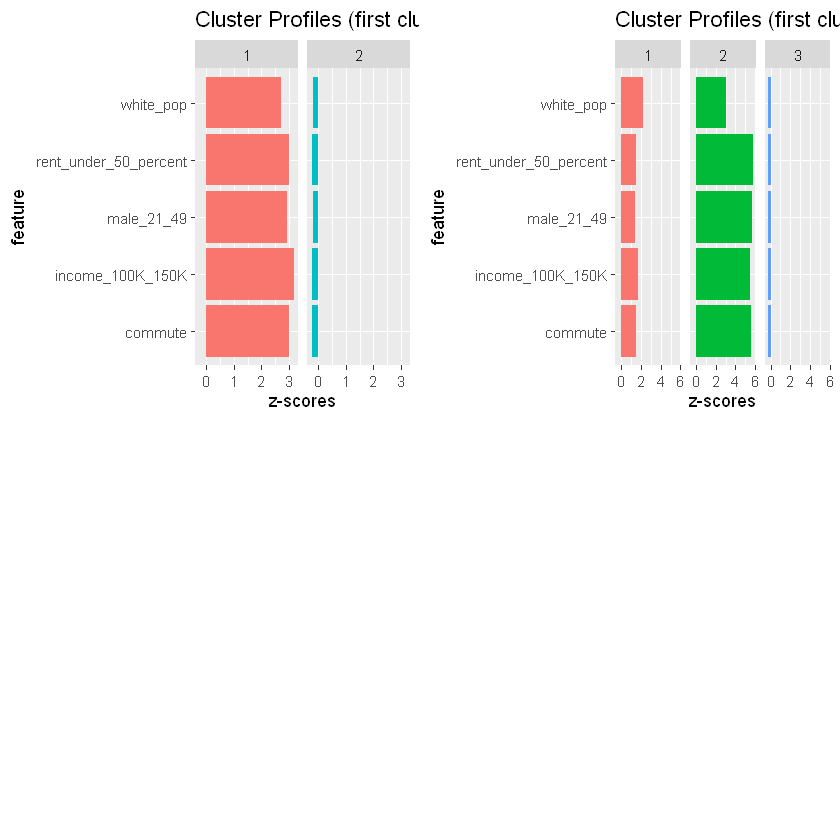 Cluster Profiles (first clu
1 2
white_pop
rent_under_50_percent
male_21_49
income_100K_150K
commute
feature
0 1 2 3 0 1 2 3
z-scores
Cluster Profiles (first clu
1 2 3
white_pop
rent_under_50_percent
male_21_49
income_100K_150K
commute
feature
0 2 4 6 0 2 4 6 0 2 4 6
z-scores